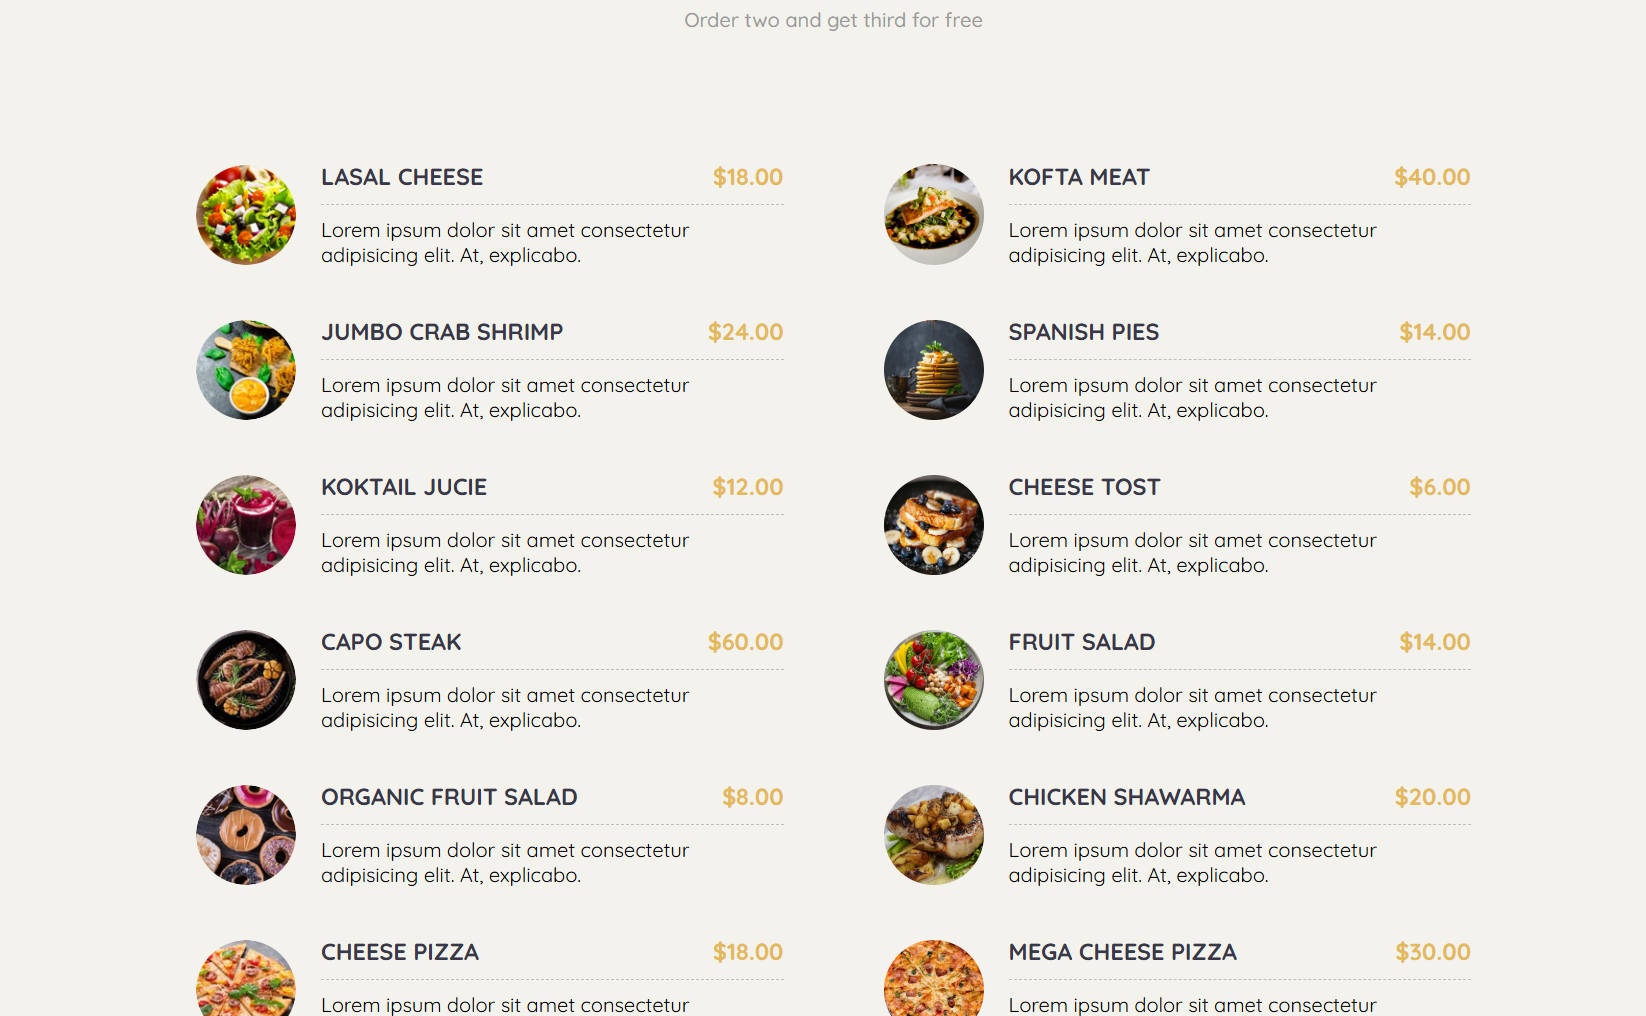 Order two and get third for free
LASAL CHEESE $18.00
Lorem ipsum dolor sit amet consectetur
adipisicing elit. At, explicabo.
KOFTA MEAT $40.00
Lorem ipsum dolor sit amet consectetur
adipisicing elit. At, explicabo.
JUMBO CRAB SHRIMP $24.00
Lorem ipsum dolor sit amet consectetur
adipisicing elit. At, explicabo.
SPANISH PIES $14.00
Lorem ipsum dolor sit amet consectetur
adipisicing elit. At, explicabo.
KOKTAIL JUCIE $12.00
Lorem ipsum dolor sit amet consectetur
adipisicing elit. At, explicabo.
CHEESE TOST $6.00
Lorem ipsum dolor sit amet consectetur
adipisicing elit. At, explicabo.
CAPO STEAK $60.00
Lorem ipsum dolor sit amet consectetur
adipisicing elit. At, explicabo.
FRUIT SALAD $14.00
Lorem ipsum dolor sit amet consectetur
adipisicing elit. At, explicabo.
ORGANIC FRUIT SALAD $8.00
Lorem ipsum dolor sit amet consectetur
adipisicing elit. At, explicabo.
CHICKEN SHAWARMA $20.00
Lorem ipsum dolor sit amet consectetur
adipisicing elit. At, explicabo.
CHEESE PIZZA $18.00
Lorem ipsum dolor sit amet consectetur
MEGA CHEESE PIZZA $30.00
Lorem ipsum dolor sit amet consectetur